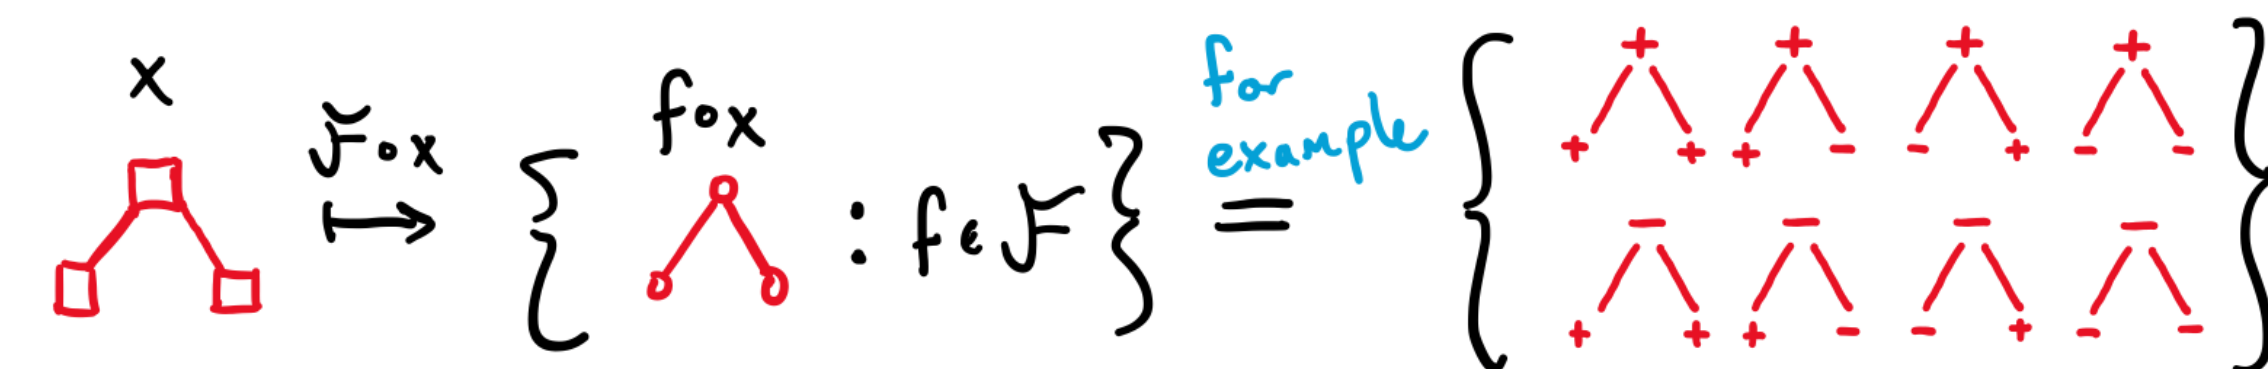 x
ℱ̆∘x
↦
{
f∘x
: f ∈ ℱ
}
for
example
=
{
+ + + +
+ + + - - + - -
- - - -
+ + + - - + - -
}